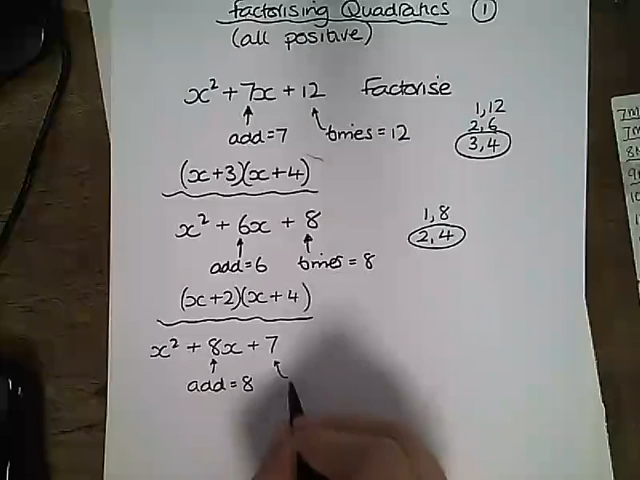 Factorising Quadratics ①
(all positive)
x² + 7x + 12 Factorise
add=7 times = 12
1,12
2,6
3,4
(x+3)(x+4)
x² + 6x + 8
add=6 times = 8
1,8
2,4
(x+2)(x+4)
x² + 8x + 7
add=8